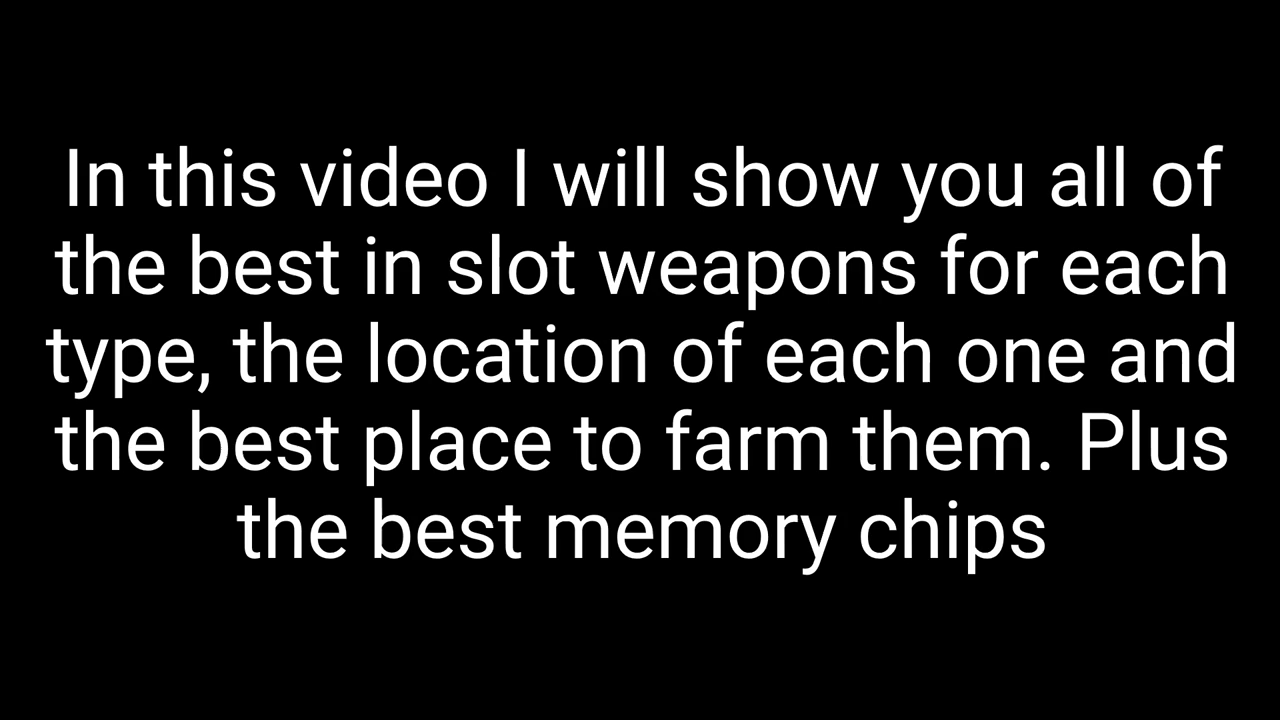 In this video I will show you all of
the best in slot weapons for each
type, the location of each one and
the best place to farm them. Plus
the best memory chips